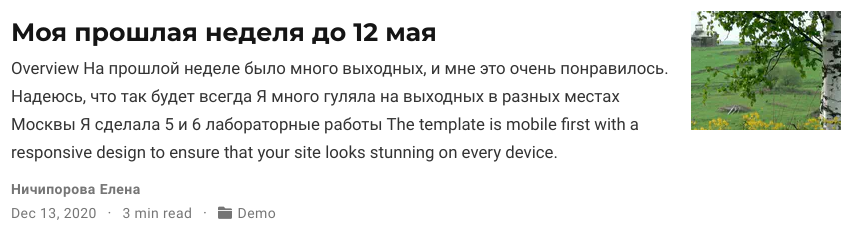 Моя прошлая неделя до 12 мая
Overview На прошлой неделе было много выходных, и мне это очень понравилось.
Надеюсь, что так будет всегда Я много гуляла на выходных в разных местах
Москвы Я сделала 5 и 6 лабораторные работы The template is mobile first with a
responsive design to ensure that your site looks stunning on every device.
Ничипорова Елена
Dec 13, 2020 · 3 min read · Demo